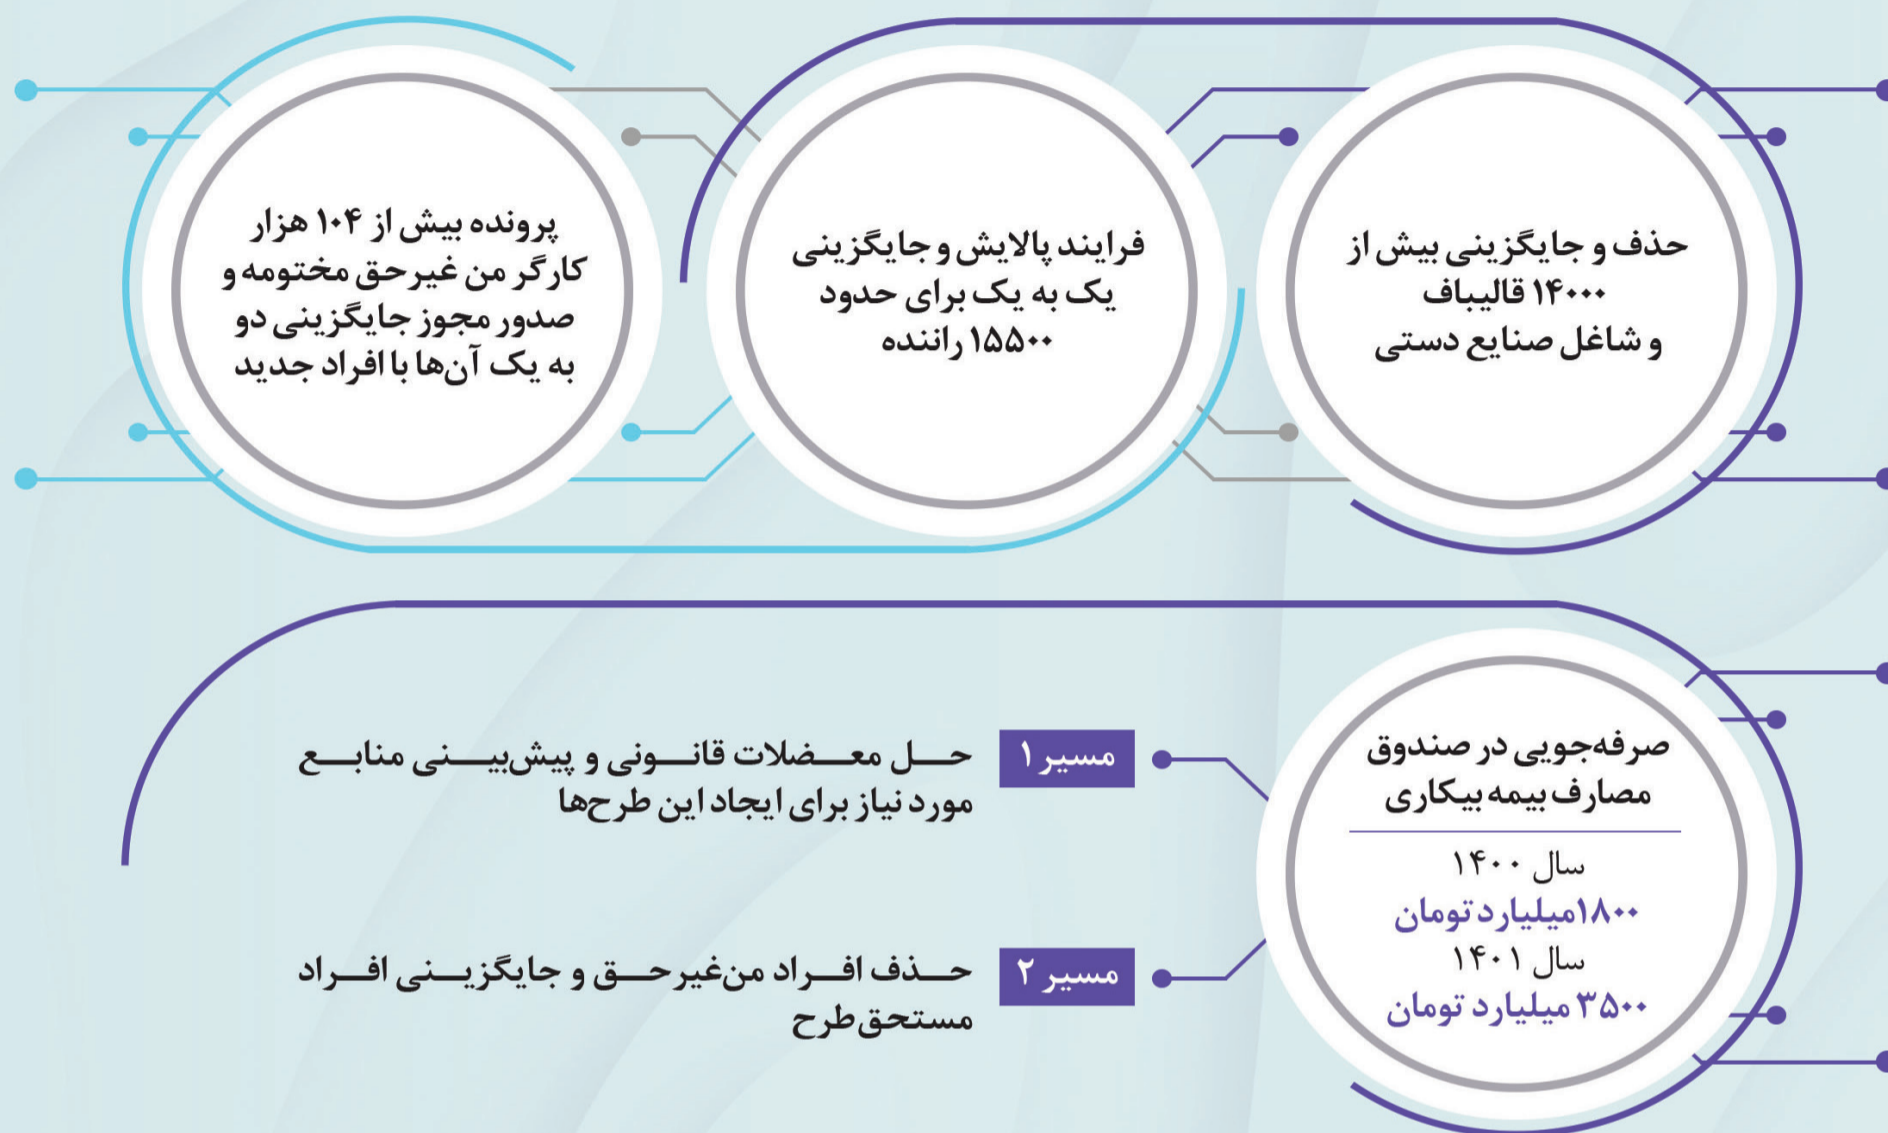 حذف و جایگزینی بیش از
۱۴۰۰۰ قالیباف
و شاغل صنایع دستی
فرایند پالایش و جایگزینی
یک به یک برای حدود
۱۵۵۰۰ راننده
پرونده بیش از ۱۰۴ هزار
کارگر من غیرحق مختومه و
صدور مجوز جایگزینی دو
به یک آن‌ها با افراد جدید
صرفه‌جویی در صندوق
مصارف بیمه بیکاری
سال ۱۴۰۰
۱۸۰۰میلیارد تومان
سال ۱۴۰۱
۳۵۰۰ میلیارد تومان
مسیر ۱
حل معضلات قانونی و پیش‌بینی منابع
مورد نیاز برای ایجاد این طرح‌ها
مسیر ۲
حذف افراد من‌غیرحق و جایگزینی افراد
مستحق طرح